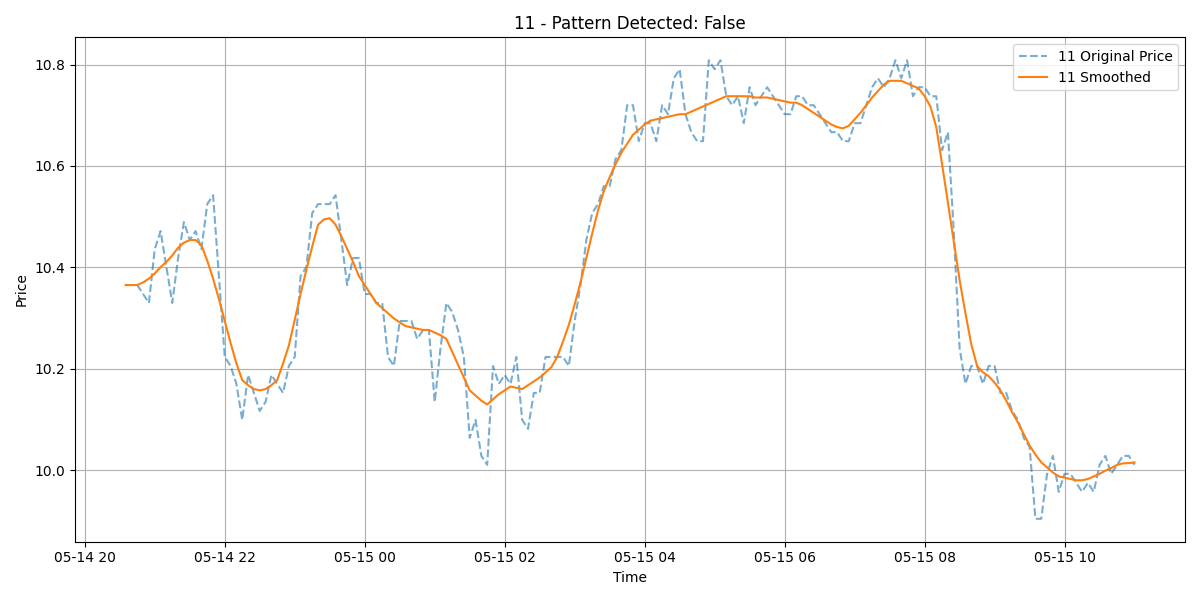 11 - Pattern Detected: False
11 Original Price
11 Smoothed
Price
10.8
10.6
10.4
10.2
10.0
05-14 20 05-14 22 05-15 00 05-15 02 05-15 04 05-15 06 05-15 08 05-15 10
Time